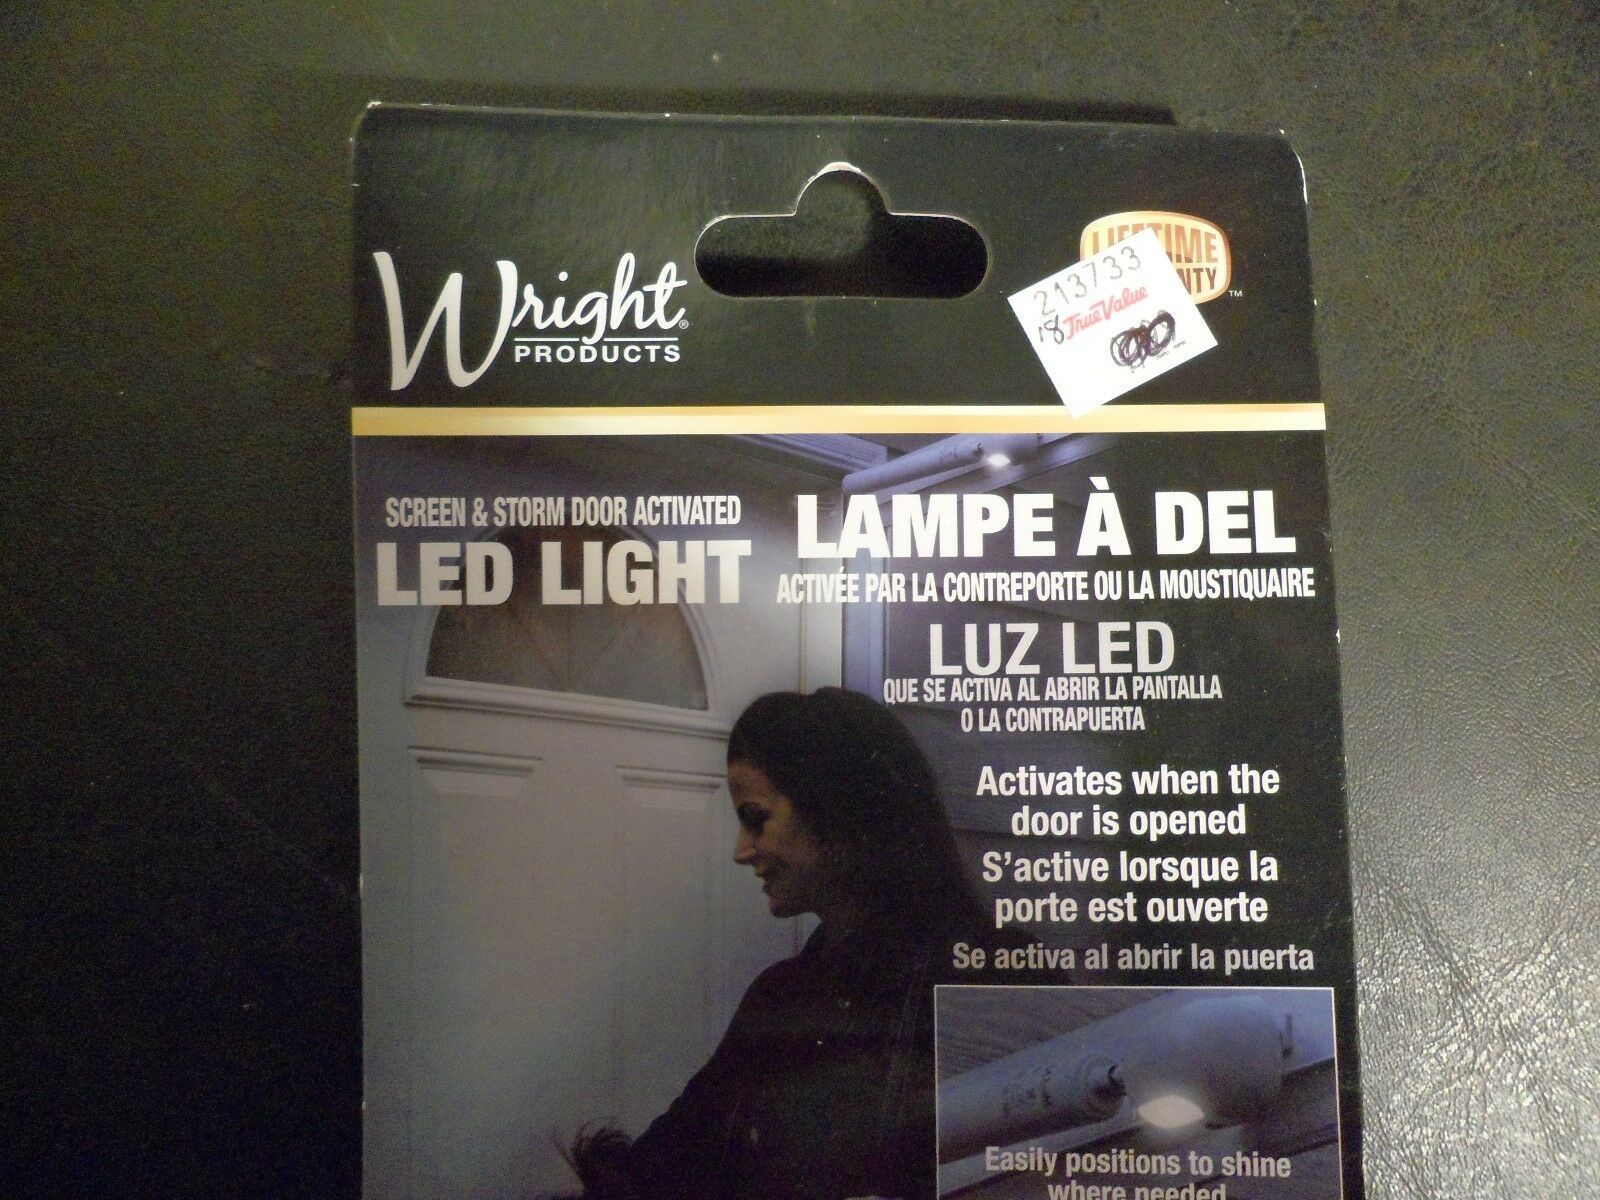 Wright®
PRODUCTS
LIFETIME
™
213733
True Value
SCREEN & STORM DOOR ACTIVATED
LED LIGHT
LAMPE À DEL
ACTIVÉE PAR LA CONTREPORTE OU LA MOUSTIQUAIRE
LUZ LED
QUE SE ACTIVA AL ABRIR LA PANTALLA
O LA CONTRAPUERTA
Activates when the
door is opened
S'active lorsque la
porte est ouverte
Se activa al abrir la puerta
Easily positions to shine
where needed